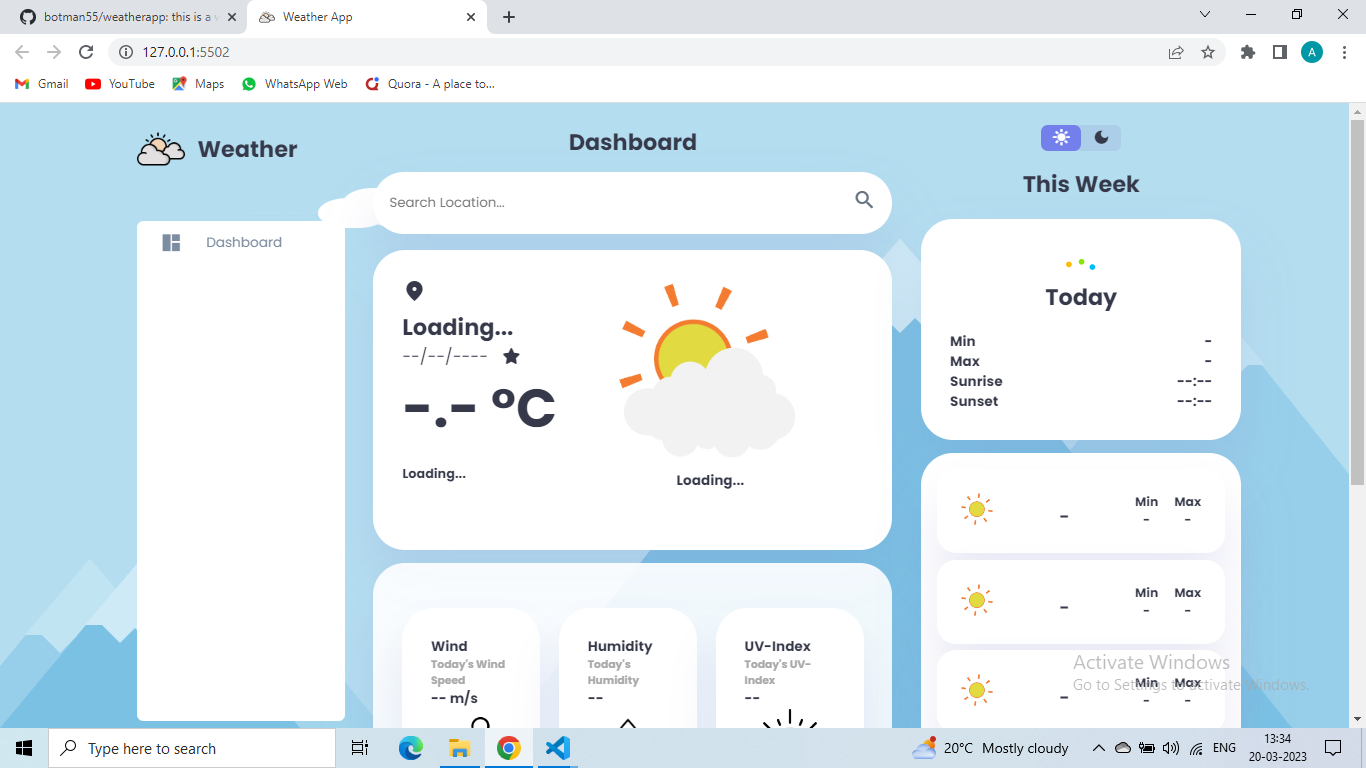 botman55/weatherapp: this is a w
Weather App
127.0.0.1:5502
A
Gmail
YouTube
Maps
WhatsApp Web
Quora - A place to...
Weather
Dashboard
Dashboard
Search Location...
Loading...
--/--/----
-.- °C
Loading...
Loading...
Wind
Today's Wind
Speed
-- m/s
Humidity
Today's
Humidity
--
UV-Index
Today's UV-
Index
--
This Week
Today
Min -
Max -
Sunrise --:--
Sunset --:--
Min Max
- - -
Min Max
- - -
Min Max
- - -
Activate Windows
Go to Settings to activate Windows.
Type here to search
20°C Mostly cloudy
ENG
13:34
20-03-2023